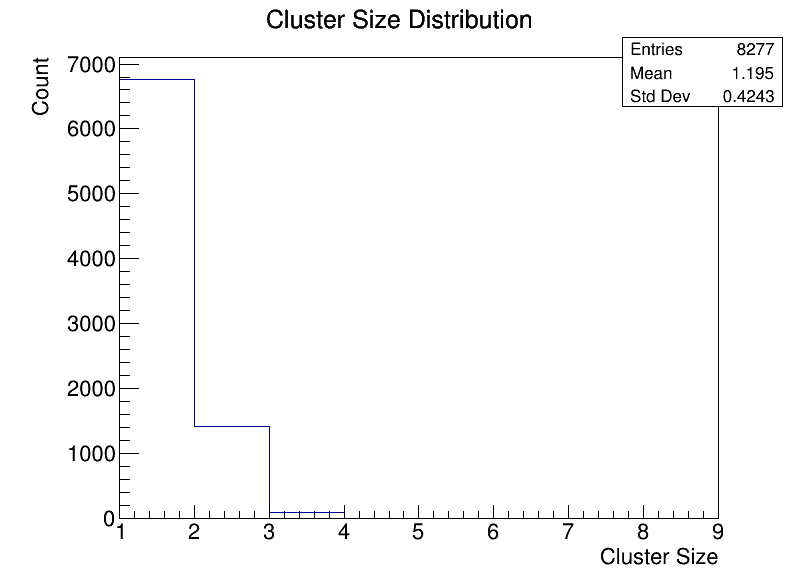 Cluster Size Distribution
Entries 8277
Mean 1.195
Std Dev 0.4243
Count
7000
6000
5000
4000
3000
2000
1000
0
1 2 3 4 5 6 7 8 9
Cluster Size